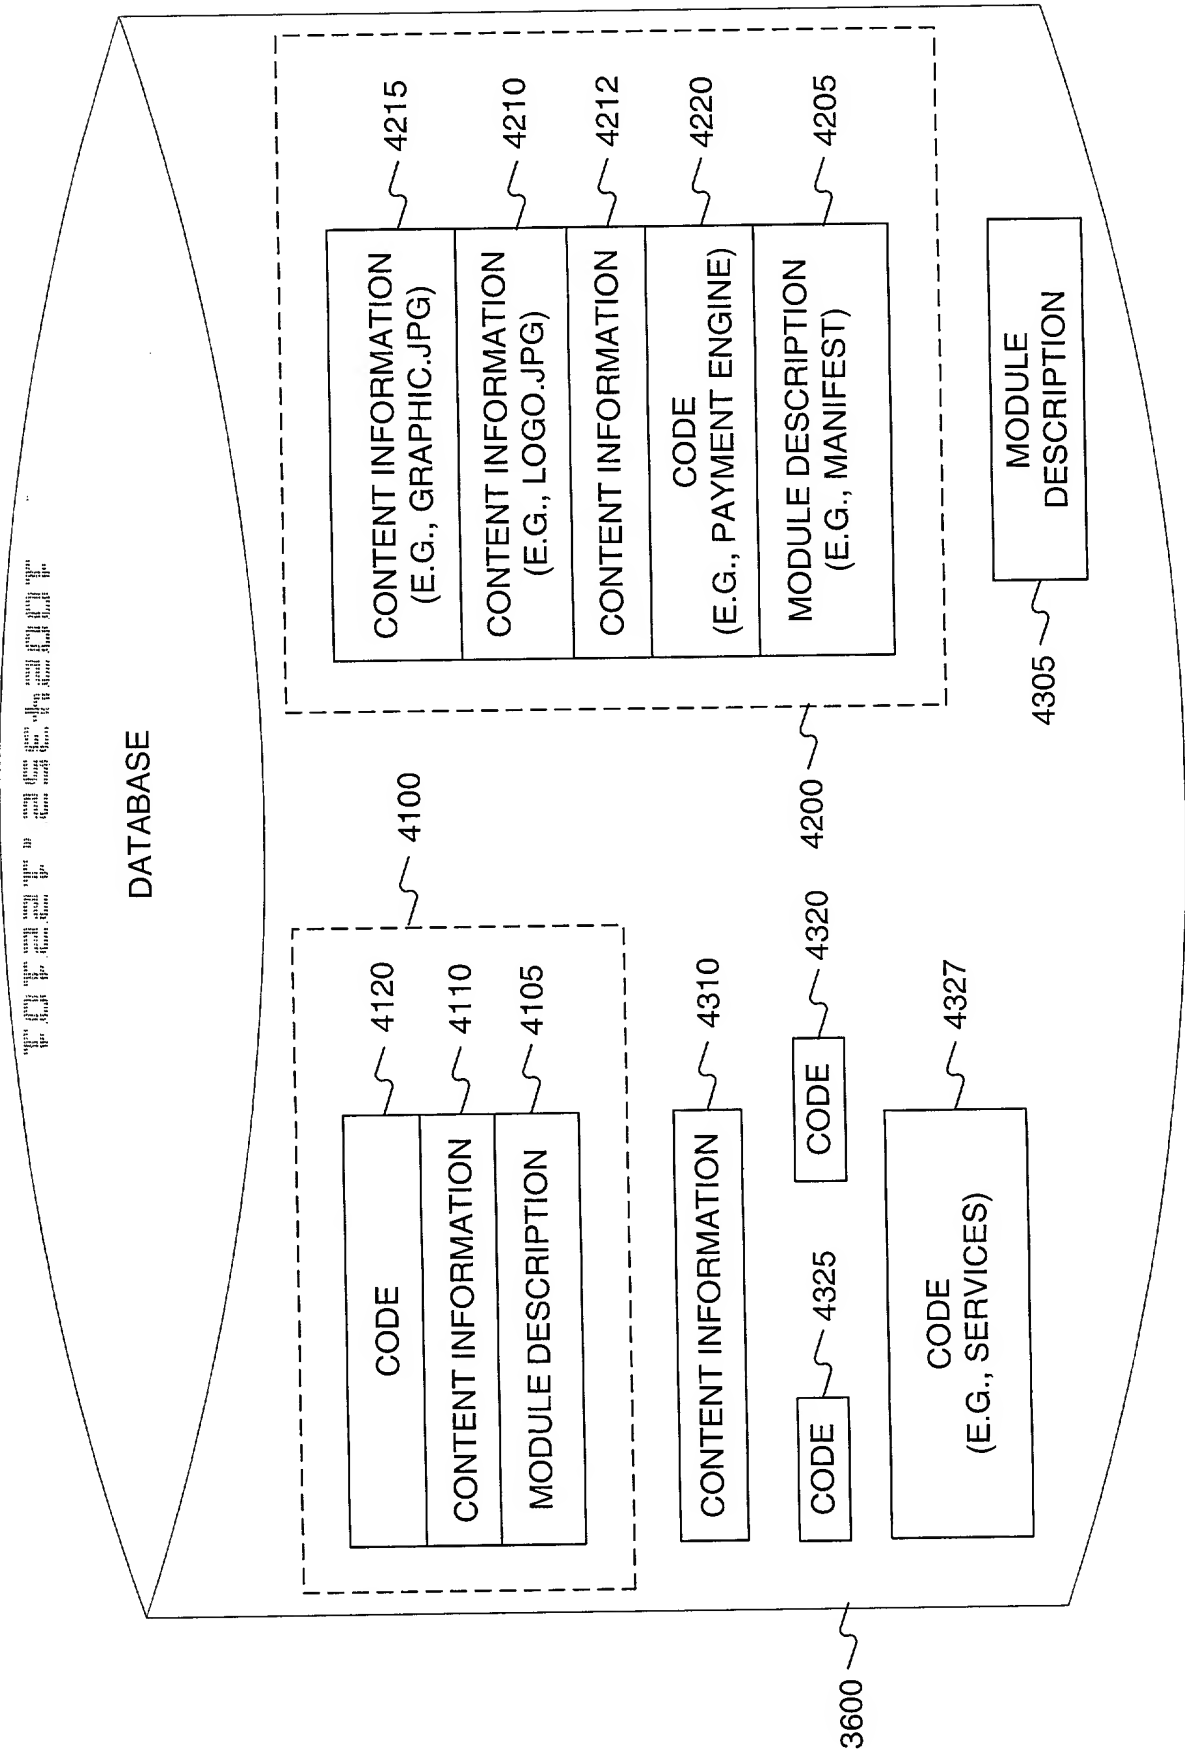 10024352.122101
DATABASE
4100
CODE
4120
CONTENT INFORMATION
4110
MODULE DESCRIPTION
4105
CONTENT INFORMATION
4310
CODE
4325
CODE
4320
CODE
(E.G., SERVICES)
4327
3600
CONTENT INFORMATION
(E.G., GRAPHIC.JPG)
4215
CONTENT INFORMATION
(E.G., LOGO.JPG)
4210
CONTENT INFORMATION
4212
CODE
(E.G., PAYMENT ENGINE)
4220
MODULE DESCRIPTION
(E.G., MANIFEST)
4205
4200
MODULE
DESCRIPTION
4305